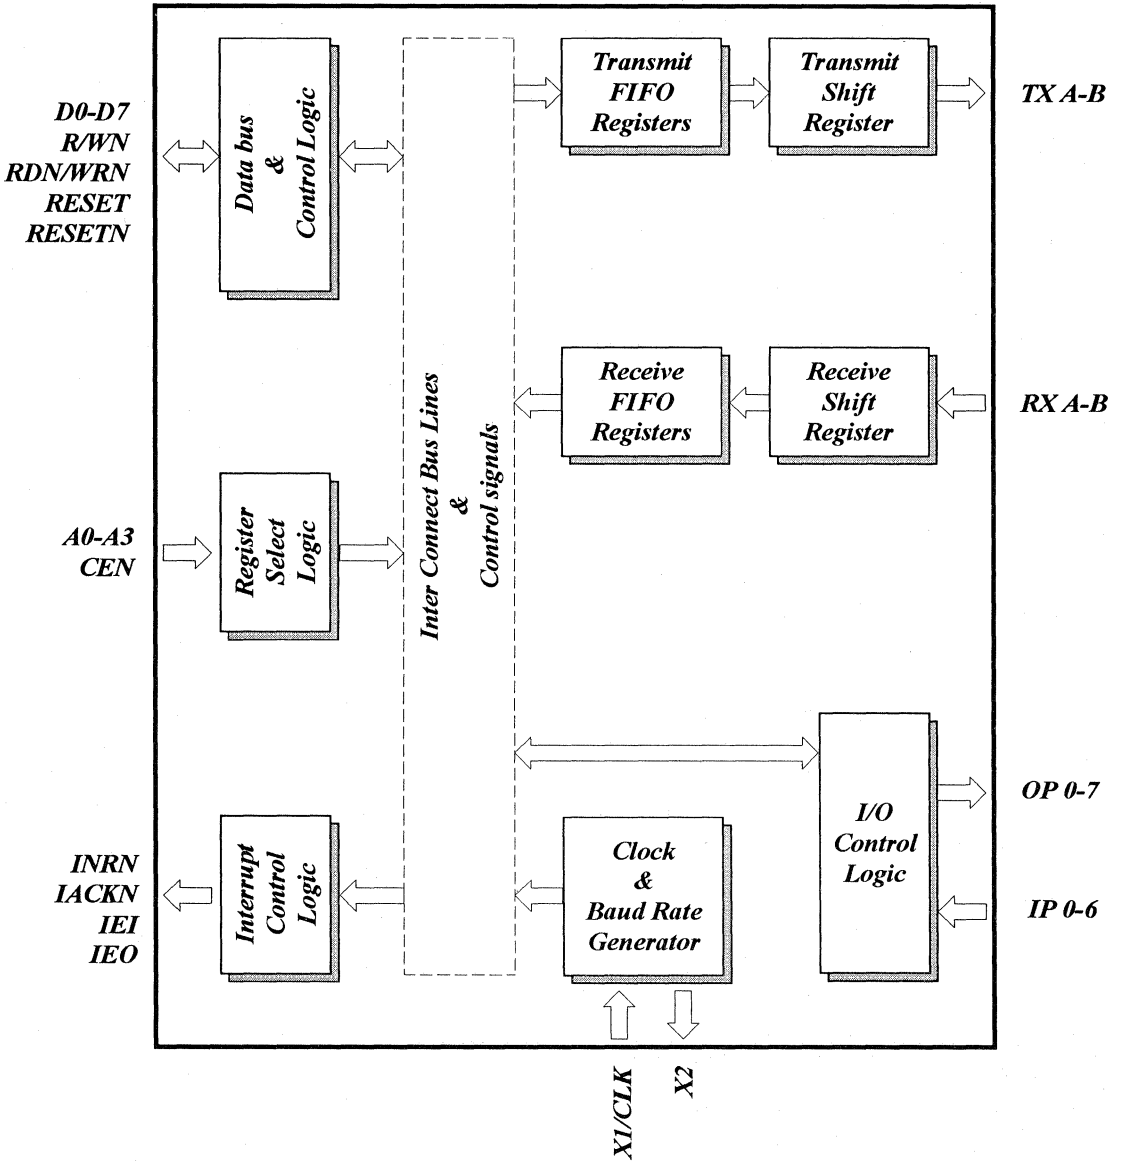 D0-D7
R/WN
RDN/WRN
RESET
RESETN
Data bus
&
Control Logic
Transmit
FIFO
Registers
Transmit
Shift
Register
TX A-B
Inter Connect Bus Lines
&
Control signals
Receive
FIFO
Registers
Receive
Shift
Register
RX A-B
A0-A3
CEN
Register
Select
Logic
INRN
IACKN
IEI
IEO
Interrupt
Control
Logic
Clock
&
Baud Rate
Generator
I/O
Control
Logic
OP 0-7
IP 0-6
X1/CLK
X2